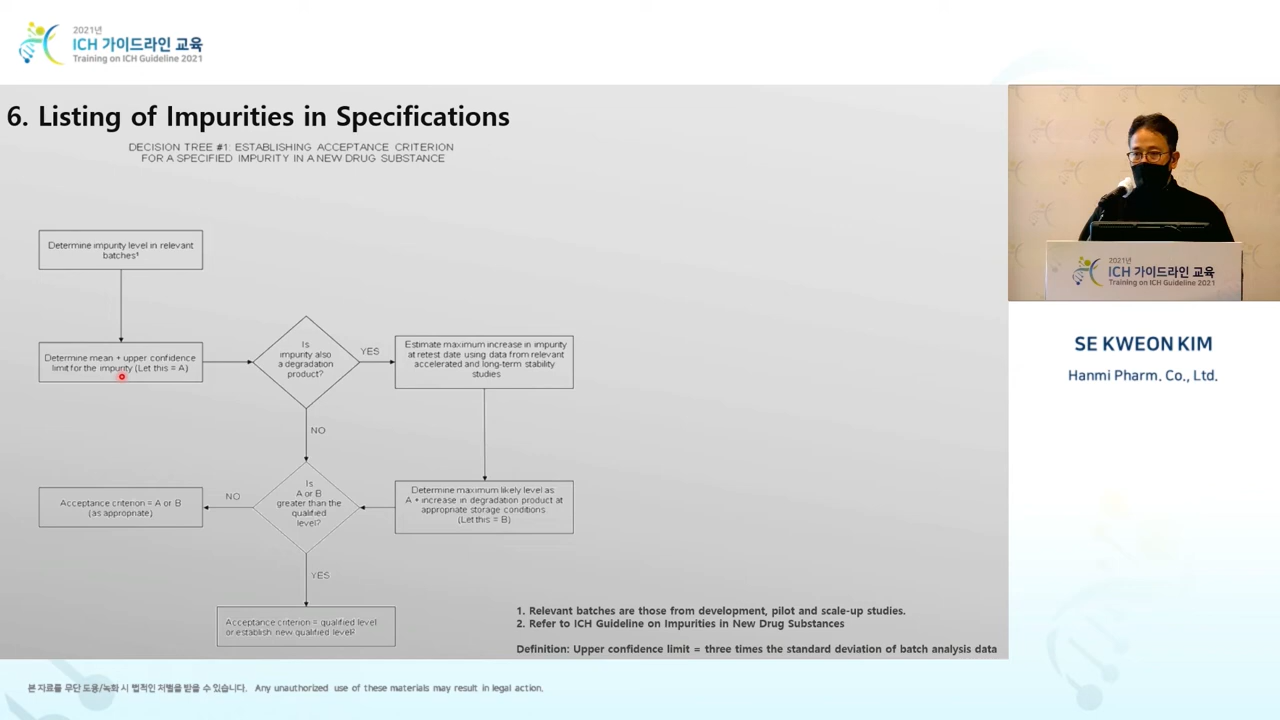 2021년
ICH 가이드라인 교육
Training on ICH Guideline 2021
6. Listing of Impurities in Specifications
DECISION TREE #1: ESTABLISHING ACCEPTANCE CRITERION
FOR A SPECIFIED IMPURITY IN A NEW DRUG SUBSTANCE
Determine impurity level in relevant
batches¹
Determine mean + upper confidence
limit for the impurity (Let this = A)
Is
impurity also
a degradation
product?
YES
Estimate maximum increase in impurity
at retest date using data from relevant
accelerated and long-term stability
studies
NO
Acceptance criterion = A or B
(as appropriate)
NO
Is
A or B
greater than the
qualified
level?
Determine maximum likely level as
A + increase in degradation product at
appropriate storage conditions.
(Let this = B)
YES
Acceptance criterion = qualified level
or establish new qualified level²
1. Relevant batches are those from development, pilot and scale-up studies.
2. Refer to ICH Guideline on Impurities in New Drug Substances
Definition: Upper confidence limit = three times the standard deviation of batch analysis data
2021년
ICH 가이드라인 교육
Training on ICH Guideline 2021
SE KWEON KIM
Hanmi Pharm. Co., Ltd.
본 자료를 무단 도용/녹화 시 법적인 처벌을 받을 수 있습니다. Any unauthorized use of these materials may result in legal action.